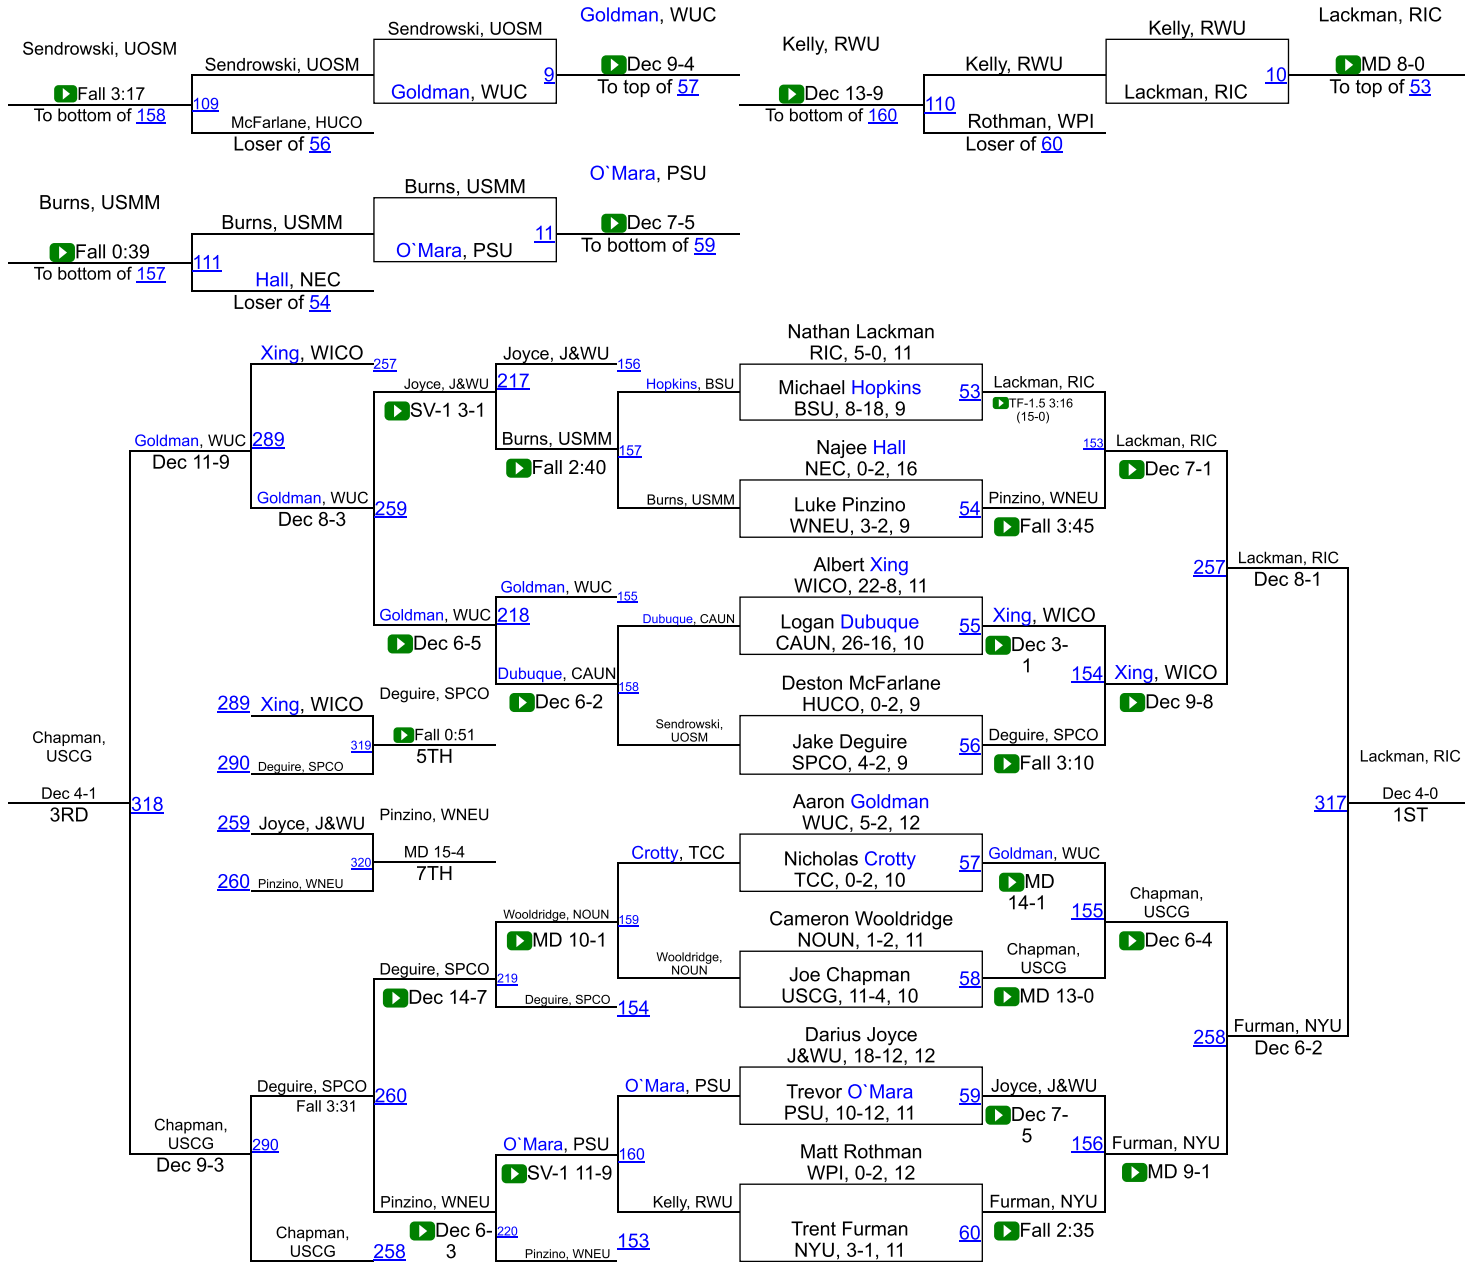 Goldman, WUC
Lackman, RIC
Sendrowski, UOSM
Kelly, RWU
Sendrowski, UOSM
Kelly, RWU
Sendrowski, UOSM
Dec 9-4
Kelly, RWU
MD 8-0
9
10
Fall 3:17
Goldman, WUC
To top of 57
Dec 13-9
Lackman, RIC
To top of 53
109
110
To bottom of 158
McFarlane, HUCO
To bottom of 160
Rothman, WPI
Loser of 56
Loser of 60
O`Mara, PSU
Burns, USMM
Burns, USMM
Burns, USMM
Dec 7-5
11
Fall 0:39
O`Mara, PSU
To bottom of 59
111
To bottom of 157
Hall, NEC
Loser of 54
Nathan Lackman
RIC, 5-0, 11
Xing, WICO
257
Joyce, J&WU
156
Joyce, J&WU
217
Hopkins, BSU
Michael Hopkins
BSU, 8-18, 9
53
Lackman, RIC
SV-1 3-1
TF-1.5 3:16
(15-0)
Goldman, WUC
289
Burns, USMM
157
Najee Hall
NEC, 0-2, 16
153
Lackman, RIC
Dec 11-9
Fall 2:40
Dec 7-1
Goldman, WUC
259
Burns, USMM
Luke Pinzino
WNEU, 3-2, 9
54
Pinzino, WNEU
Dec 8-3
Fall 3:45
Albert Xing
WICO, 22-8, 11
257
Lackman, RIC
Dec 8-1
Goldman, WUC
155
Goldman, WUC
218
Dubuque, CAUN
Logan Dubuque
CAUN, 26-16, 10
55
Xing, WICO
Dec 6-5
Dec 3-
1
Dubuque, CAUN
158
Deston McFarlane
HUCO, 0-2, 9
154
Xing, WICO
Dec 6-2
Dec 9-8
289
Xing, WICO
Deguire, SPCO
Chapman,
USCG
319
Fall 0:51
5TH
Sendrowski,
UOSM
Jake Deguire
SPCO, 4-2, 9
56
Deguire, SPCO
Fall 3:10
290
Deguire, SPCO
Lackman, RIC
Dec 4-1
318
3RD
Aaron Goldman
WUC, 5-2, 12
317
Dec 4-0
1ST
259
Joyce, J&WU
Pinzino, WNEU
320
MD 15-4
7TH
Crotty, TCC
Nicholas Crotty
TCC, 0-2, 10
57
Goldman, WUC
MD
14-1
260
Pinzino, WNEU
Wooldridge, NOUN
159
Cameron Wooldridge
NOUN, 1-2, 11
155
Chapman,
USCG
MD 10-1
Dec 6-4
Deguire, SPCO
219
Wooldridge,
NOUN
Joe Chapman
USCG, 11-4, 10
58
Chapman,
USCG
Dec 14-7
MD 13-0
Deguire, SPCO
154
Darius Joyce
J&WU, 18-12, 12
258
Furman, NYU
Dec 6-2
Deguire, SPCO
260
O`Mara, PSU
Trevor O`Mara
PSU, 10-12, 11
59
Joyce, J&WU
Fall 3:31
Dec 7-
5
Chapman,
USCG
290
O`Mara, PSU
160
Matt Rothman
WPI, 0-2, 12
156
Furman, NYU
Dec 9-3
SV-1 11-9
MD 9-1
Pinzino, WNEU
Kelly, RWU
Furman, NYU
Chapman,
USCG
258
Dec 6-
3
220
153
Trent Furman
NYU, 3-1, 11
60
Fall 2:35
Pinzino, WNEU